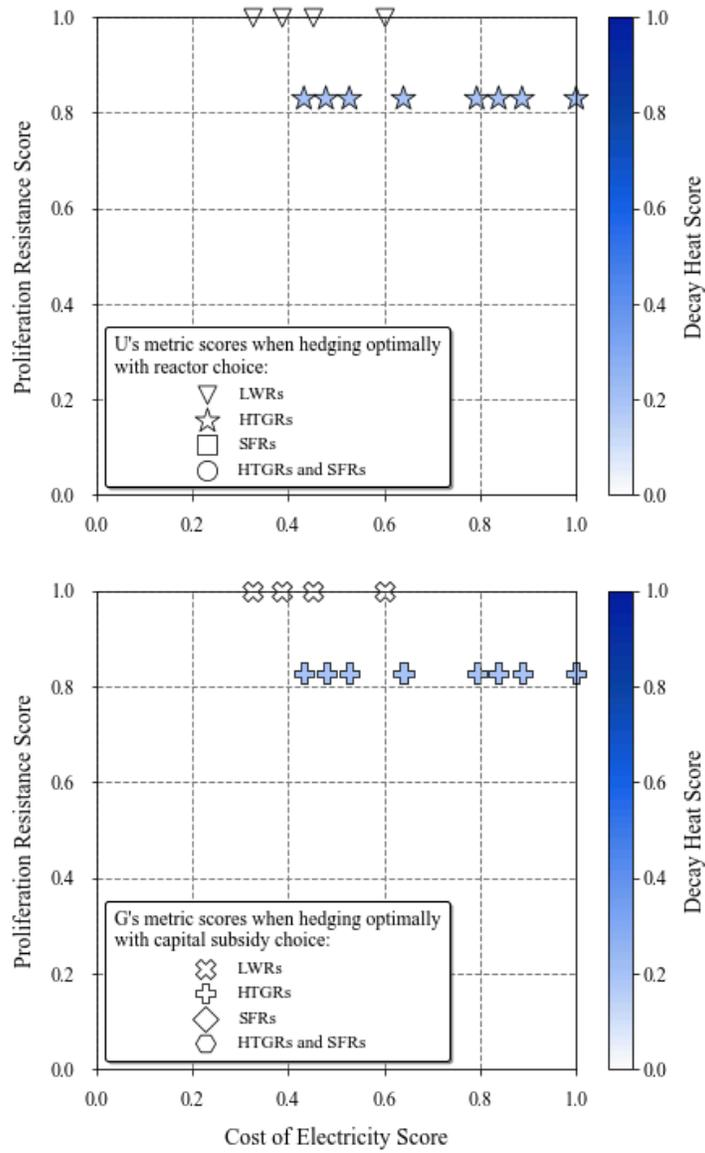 1.0
0.8
0.6
0.4
0.2
0.0
Proliferation Resistance Score
U's metric scores when hedging optimally
with reactor choice:
LWRs
HTGRs
SFRs
HTGRs and SFRs
0.0 0.2 0.4 0.6 0.8 1.0
1.0
0.8
0.6
0.4
0.2
0.0
Decay Heat Score
1.0
0.8
0.6
0.4
0.2
0.0
Proliferation Resistance Score
G's metric scores when hedging optimally
with capital subsidy choice:
LWRs
HTGRs
SFRs
HTGRs and SFRs
0.0 0.2 0.4 0.6 0.8 1.0
Cost of Electricity Score
1.0
0.8
0.6
0.4
0.2
0.0
Decay Heat Score